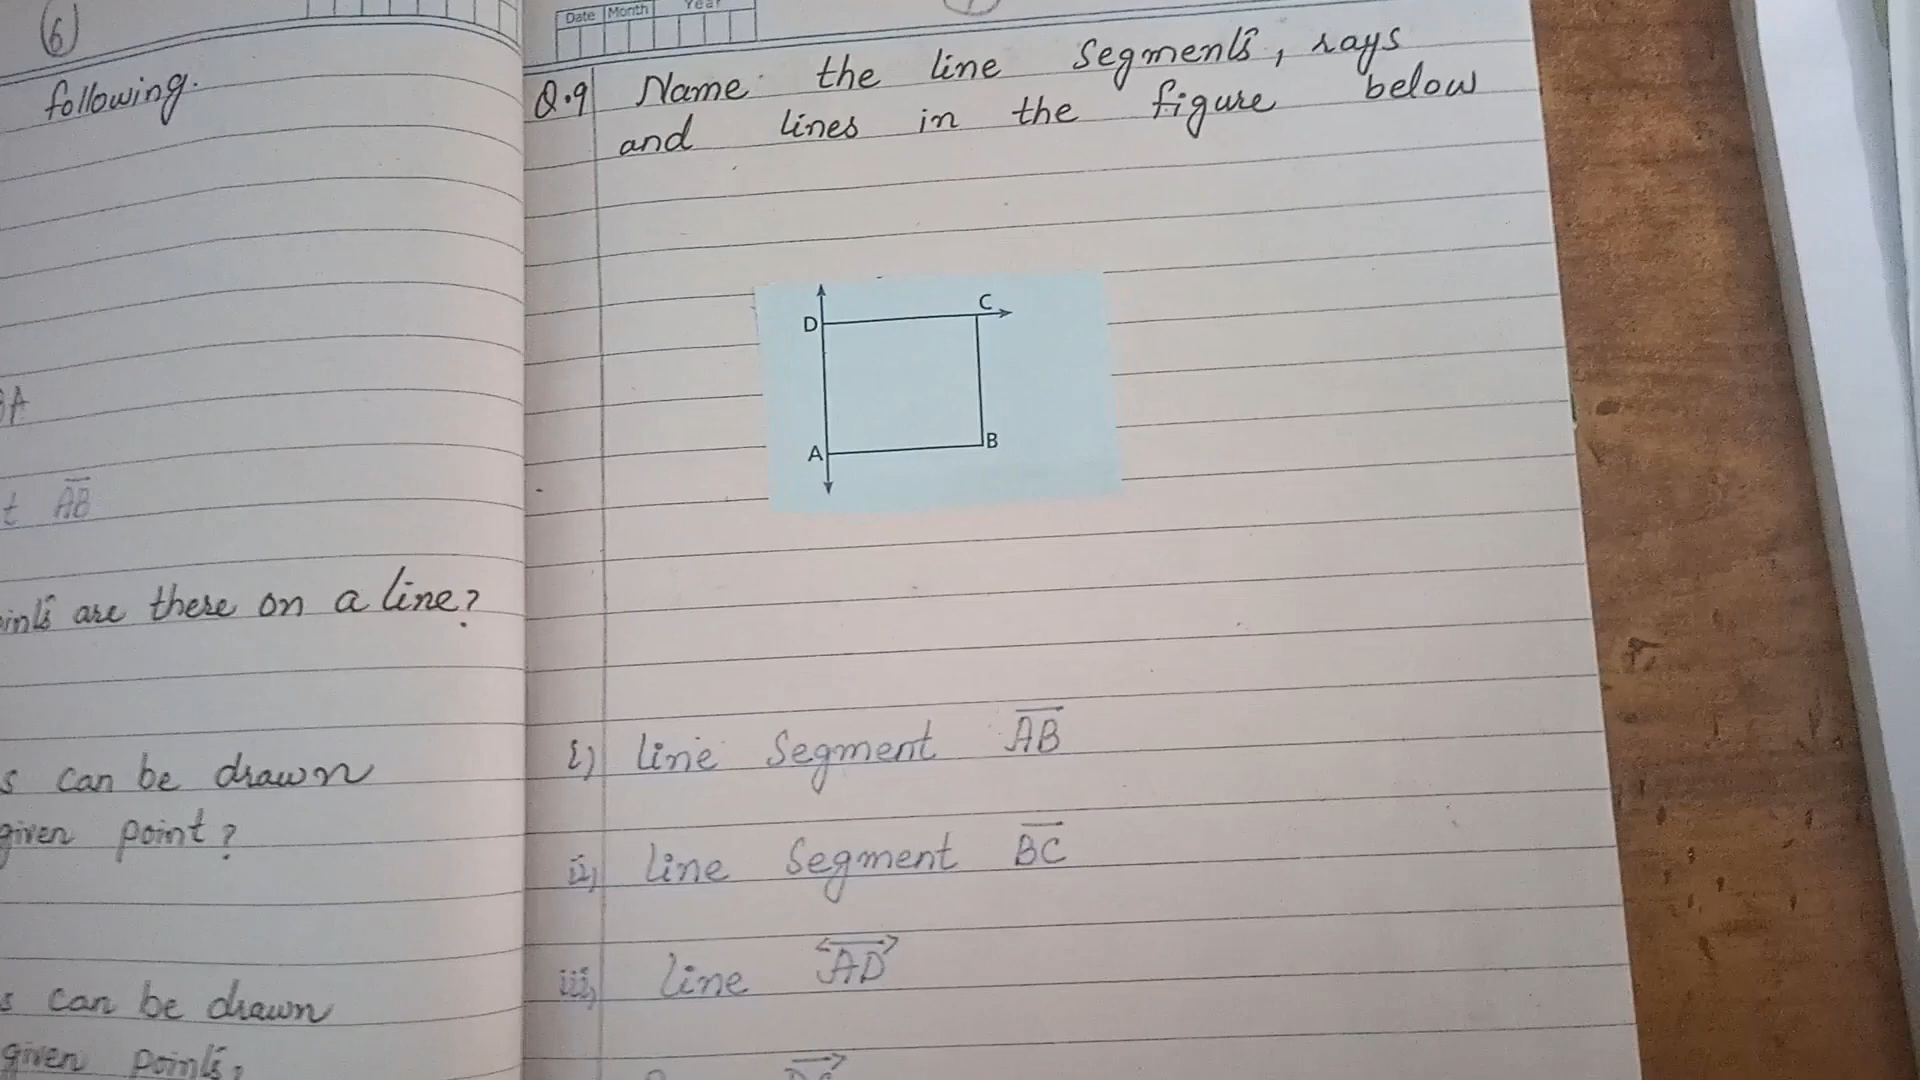 6
following.
A
t AB
are there on a line?
s can be drawn
given point?
s can be drawn
given points?
Date Month Year
Q.9 Name the line segments, rays
and lines in the figure below
D
C
A
B
i) line segment AB
ii) line segment BC
iii) line AD